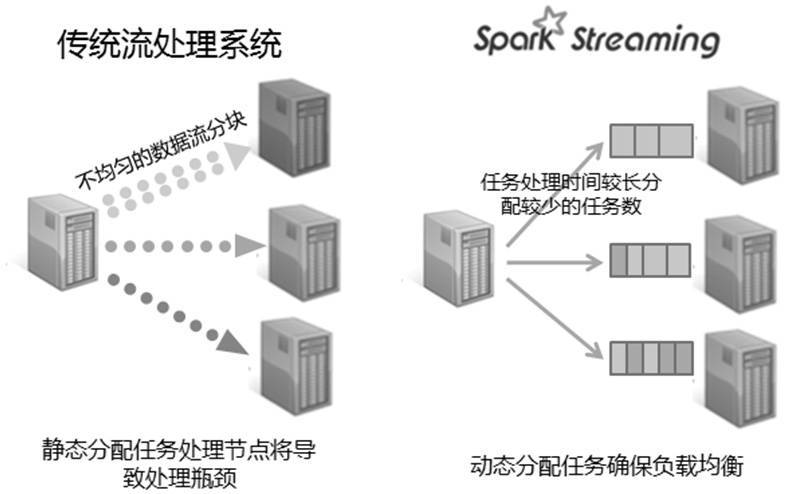 传统流处理系统
Spark Streaming
不均匀的数据流分块
任务处理时间较长分
配较少的任务数
静态分配任务处理节点将导
致处理瓶颈
动态分配任务确保负载均衡